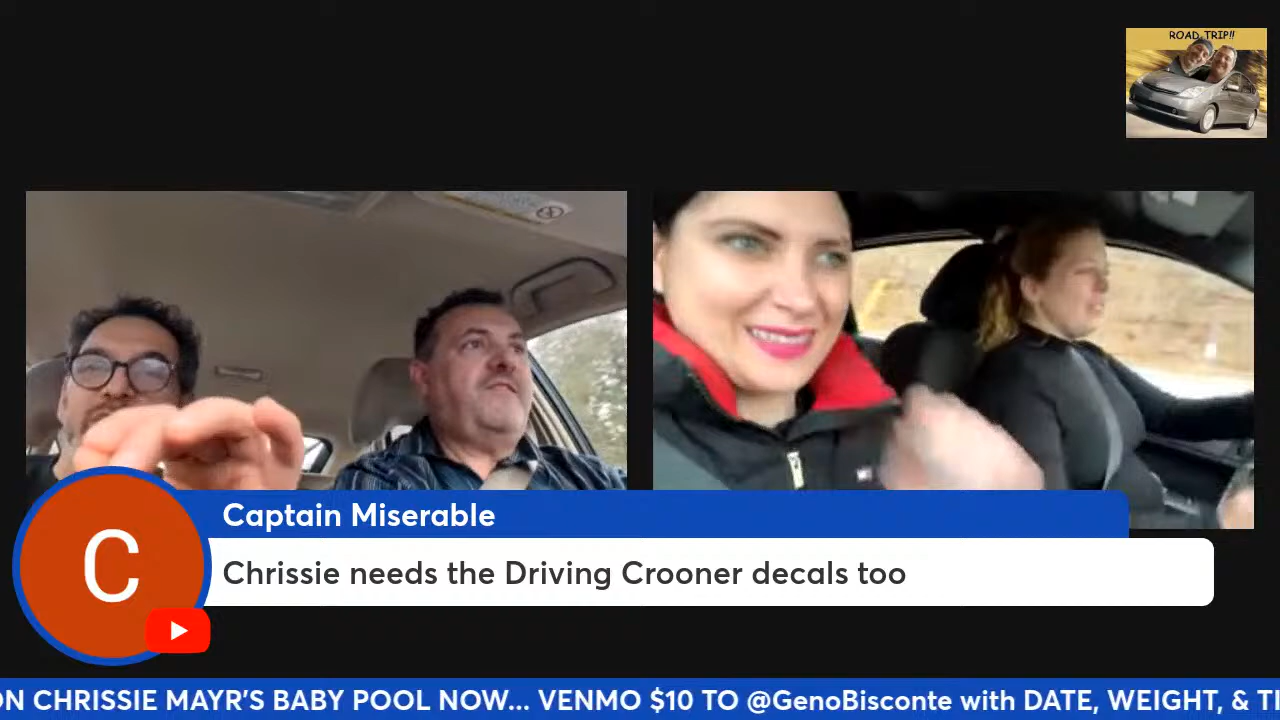 ROAD TRIP!!
C
Captain Miserable
Chrissie needs the Driving Crooner decals too
ON CHRISSIE MAYR'S BABY POOL NOW... VENMO $10 TO @GenoBisconte with DATE, WEIGHT, & TI